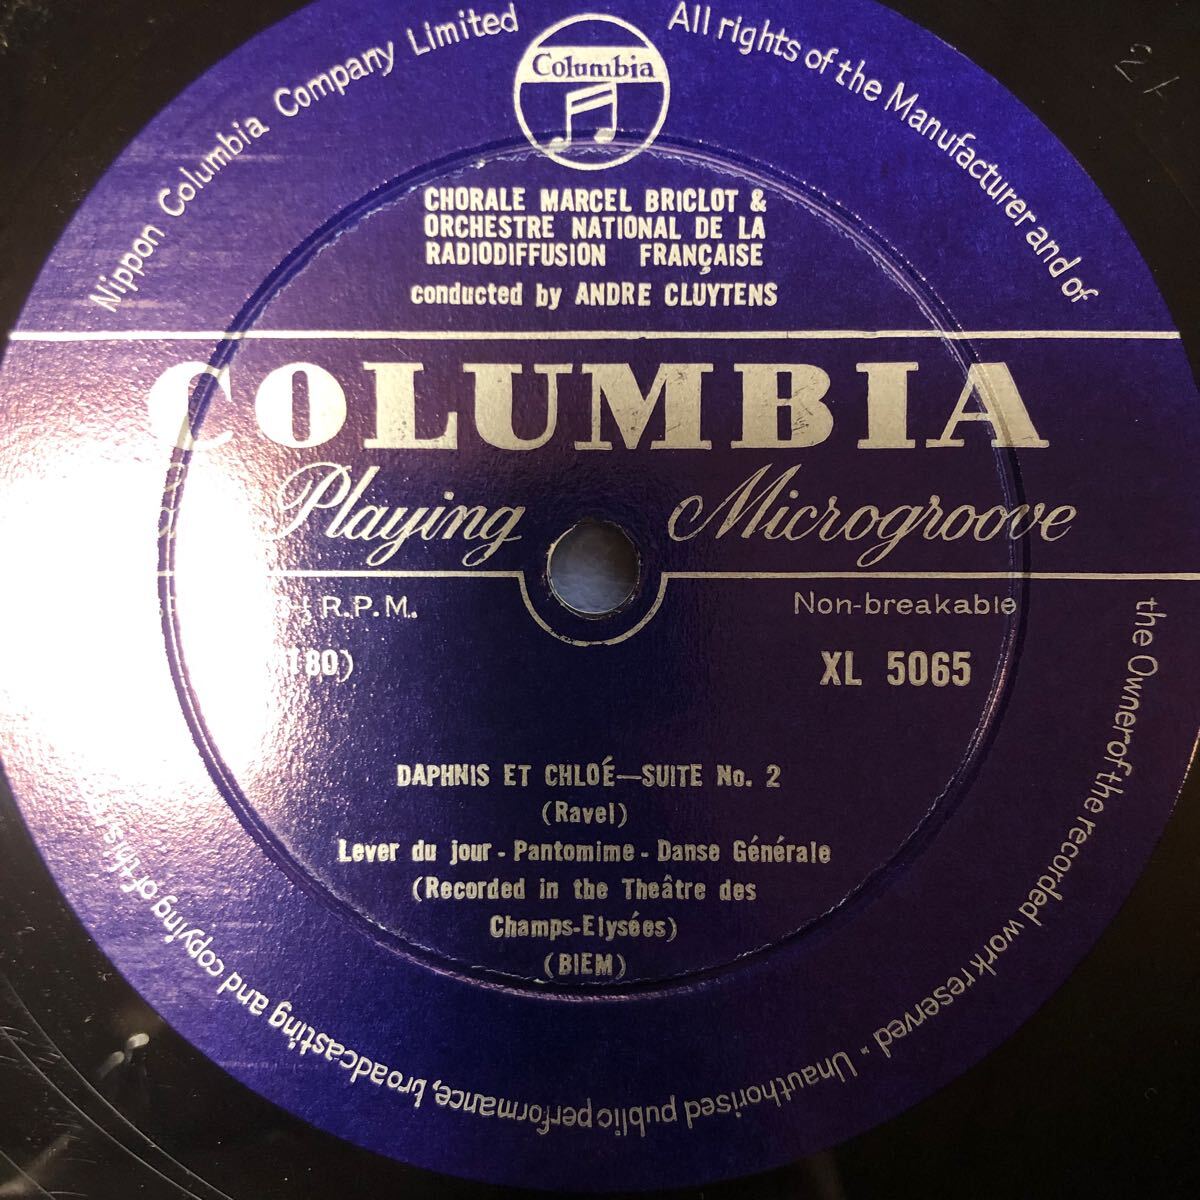 Nippon Columbia Company Limited
All rights of the Manufacturer and of
the Owner of the recorded work reserved - Unauthorised public performance, broadcasting and copying of this
Columbia
CHORALE MARCEL BRICLOT &
ORCHESTRE NATIONAL DE LA
RADIODIFFUSION FRANÇAISE
conducted by ANDRE CLUYTENS
COLUMBIA
Playing Microgroove
R.P.M. Non-breakable
180) XL 5065
DAPHNIS ET CHLOÉ—SUITE No. 2
(Ravel)
Lever du jour - Pantomime - Danse Générale
(Recorded in the Theâtre des
Champs-Elysées)
(BIEM)